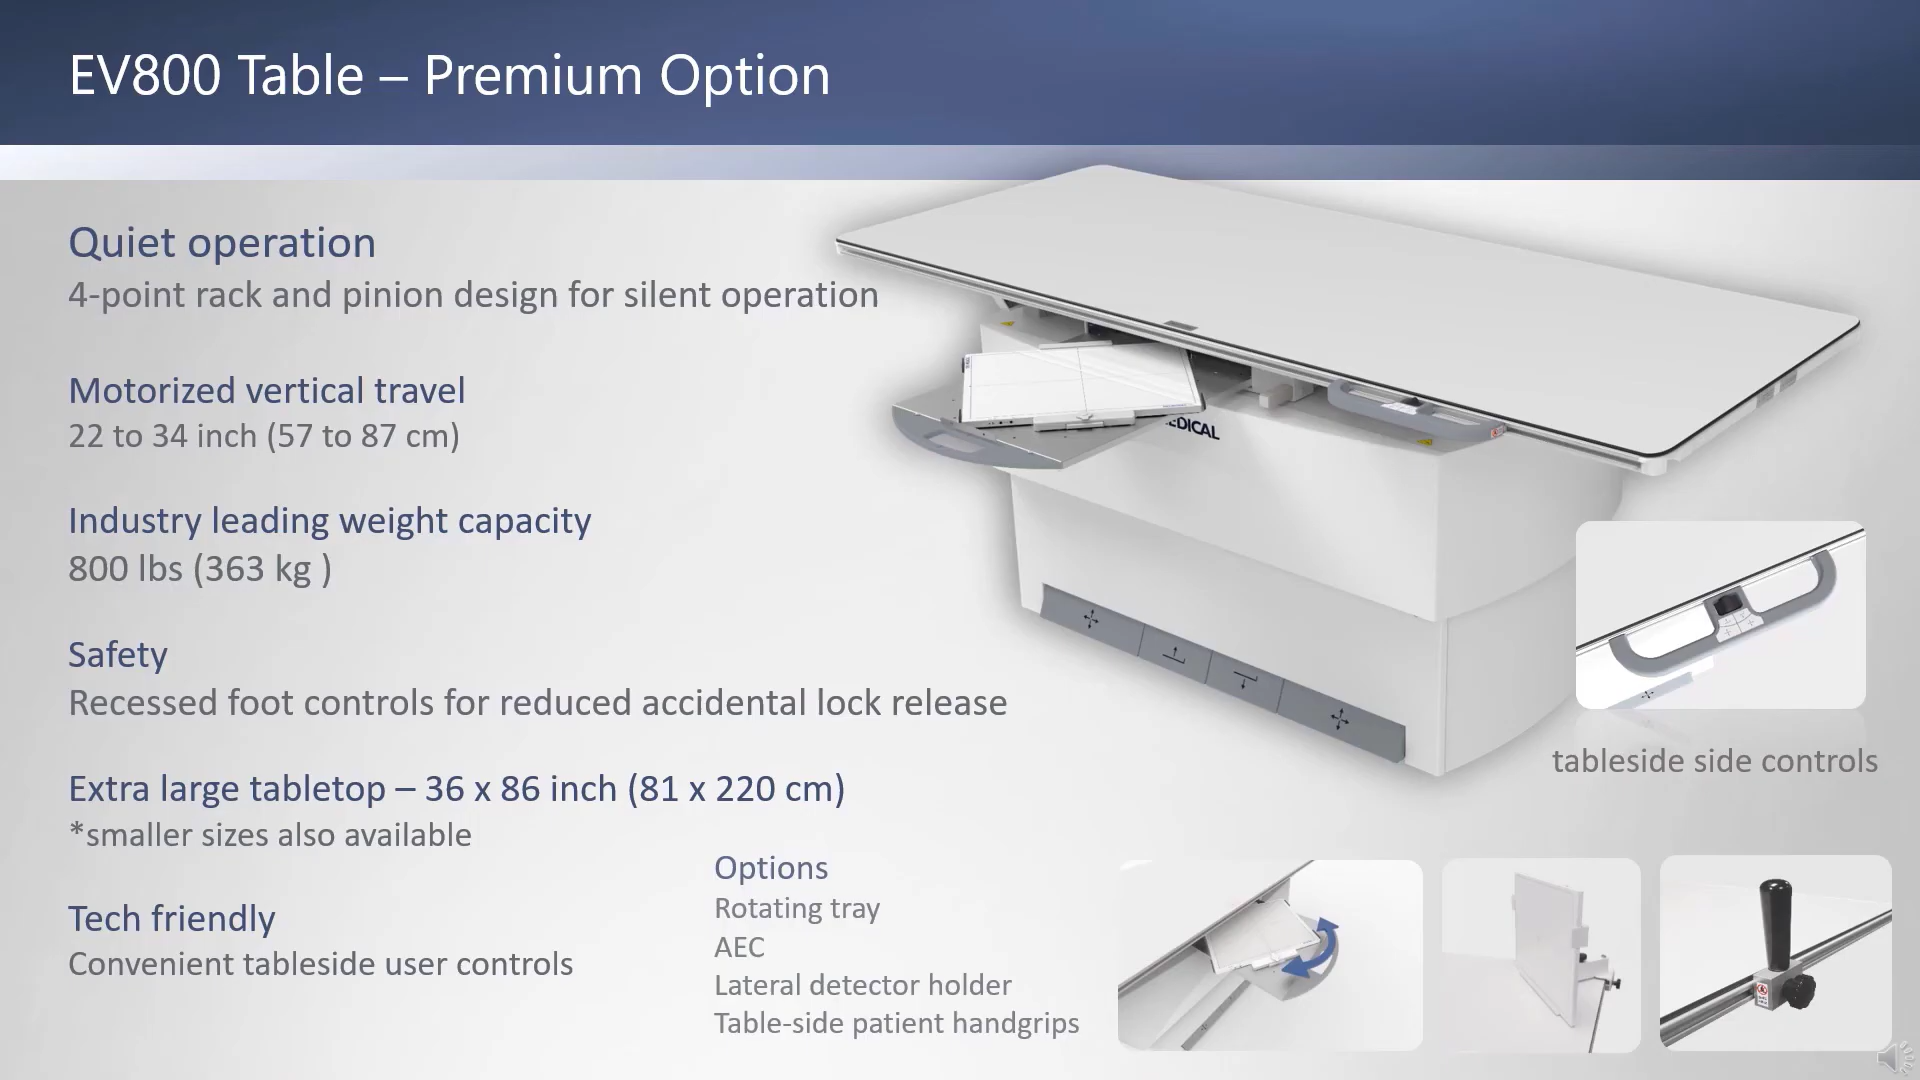 EV800 Table – Premium Option
Quiet operation
4-point rack and pinion design for silent operation
Motorized vertical travel
22 to 34 inch (57 to 87 cm)
Industry leading weight capacity
800 lbs (363 kg )
Safety
Recessed foot controls for reduced accidental lock release
Extra large tabletop – 36 x 86 inch (81 x 220 cm)
*smaller sizes also available
Tech friendly
Convenient tableside user controls
Options
Rotating tray
AEC
Lateral detector holder
Table-side patient handgrips
EDICAL
tableside side controls